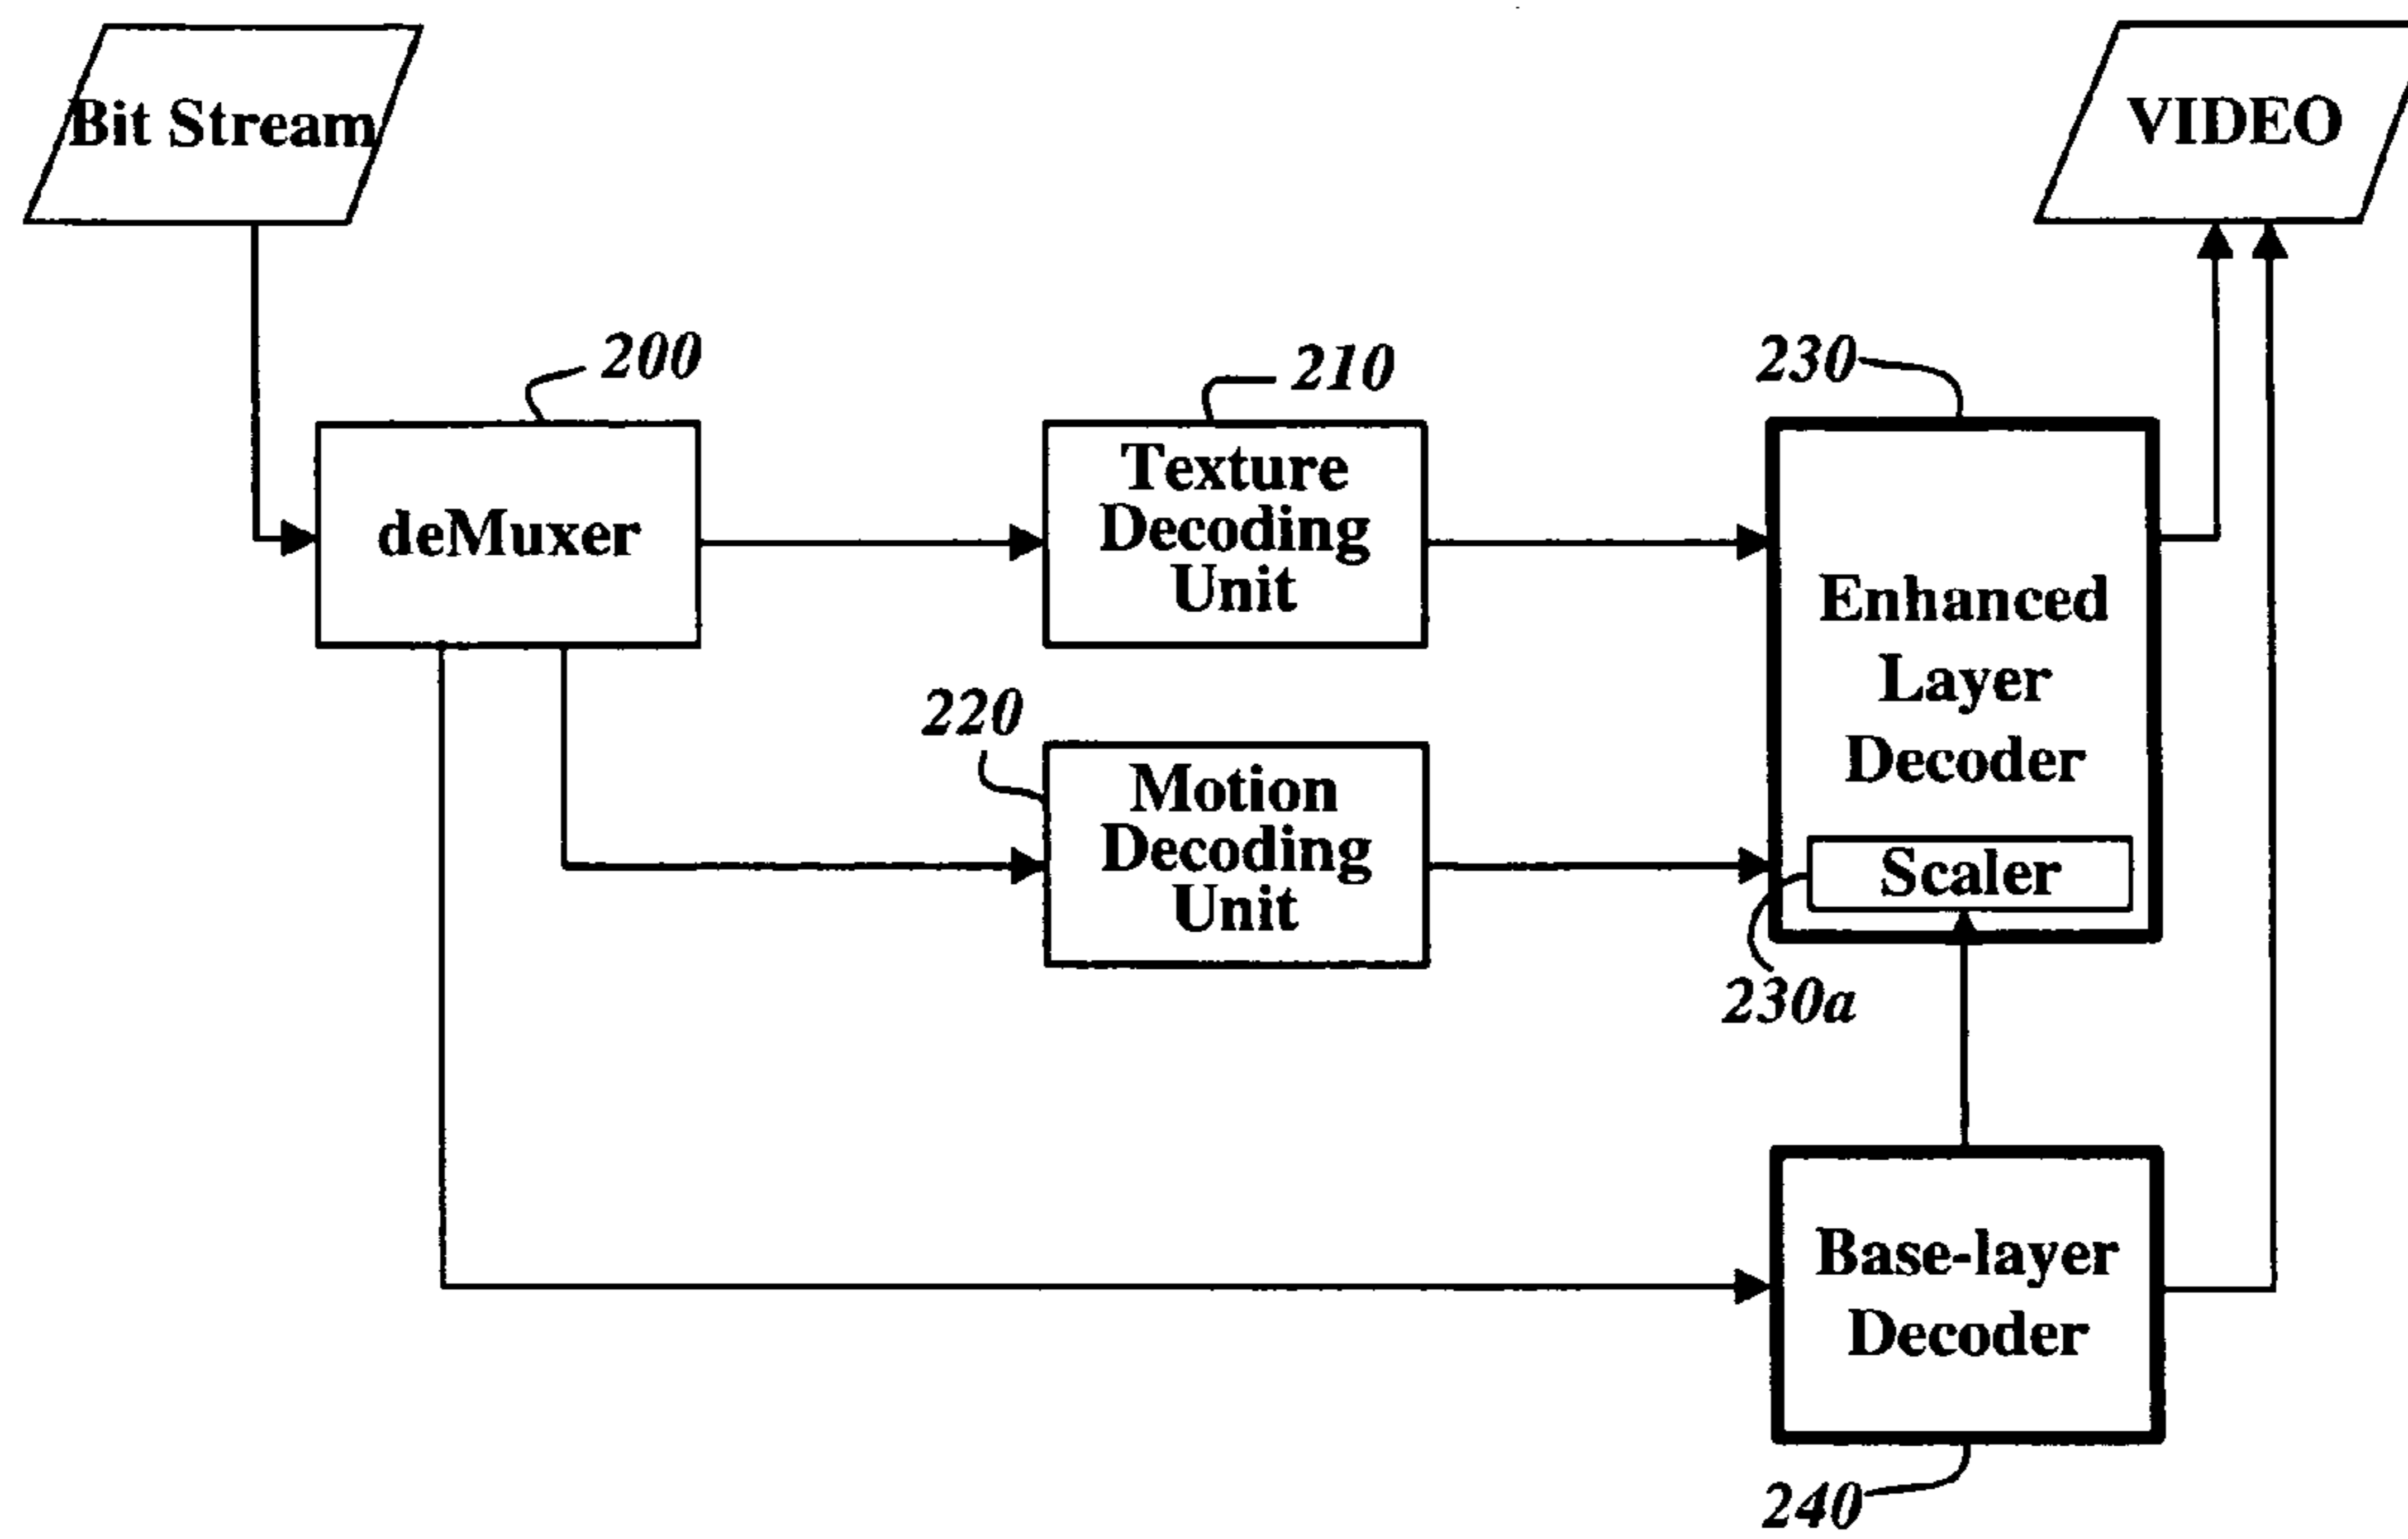 Bit Stream
VIDEO
200
210
230
deMuxer
Texture
Decoding
Unit
Enhanced
Layer
Decoder
220
Motion
Decoding
Unit
Scaler
230a
Base-layer
Decoder
240